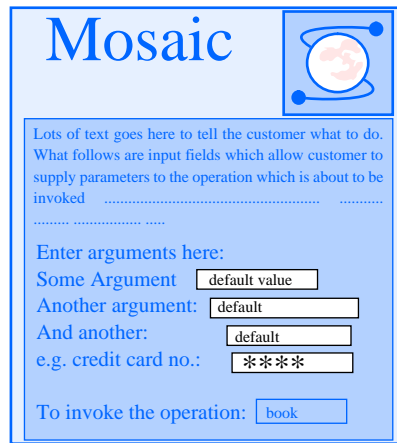 Mosaic
Lots of text goes here to tell the customer what to do.
What follows are input fields which allow customer to
supply parameters to the operation which is about to be
invoked ...................................................... ...........
......... ................. .....
Enter arguments here:
Some Argument default value
Another argument: default
And another: default
e.g. credit card no.: ****
To invoke the operation: book